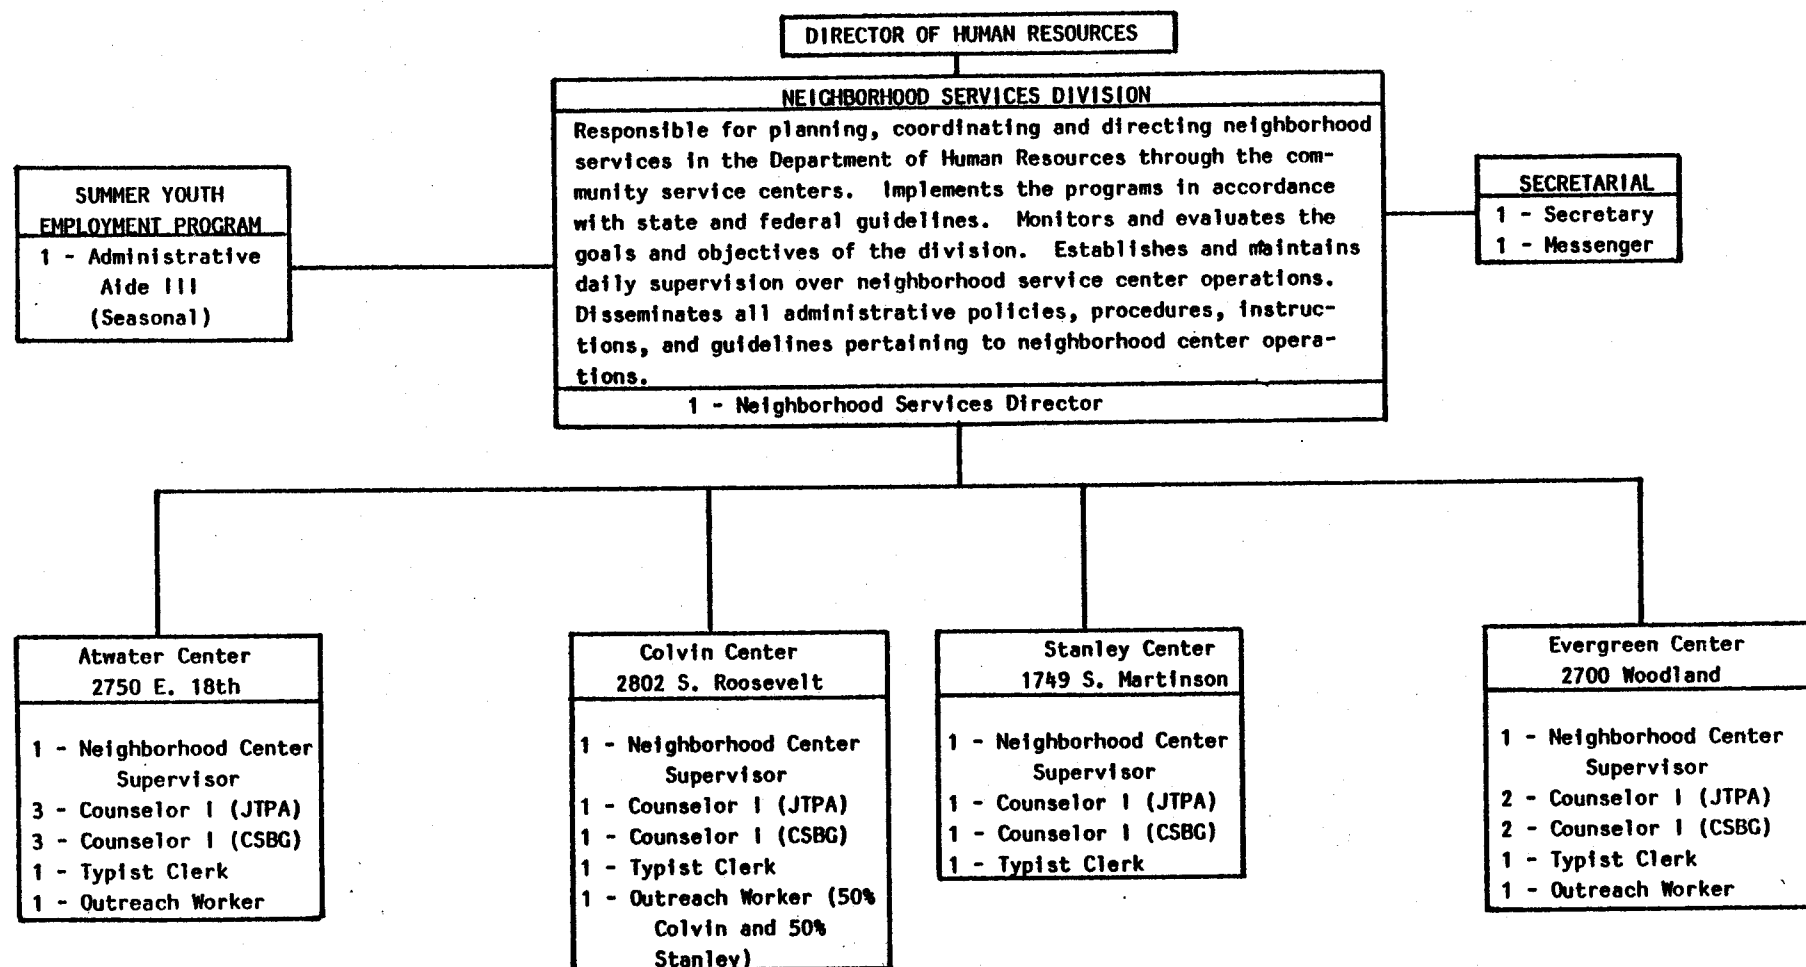 DIRECTOR OF HUMAN RESOURCES
NEIGHBORHOOD SERVICES DIVISION
Responsible for planning, coordinating and directing neighborhood
services in the Department of Human Resources through the com-
munity service centers. Implements the programs in accordance
with state and federal guidelines. Monitors and evaluates the
goals and objectives of the division. Establishes and maintains
daily supervision over neighborhood service center operations.
Disseminates all administrative policies, procedures, instruc-
tions, and guidelines pertaining to neighborhood center opera-
tions.
1 - Neighborhood Services Director
SUMMER YOUTH
EMPLOYMENT PROGRAM
1 - Administrative
Aide III
(Seasonal)
SECRETARIAL
1 - Secretary
1 - Messenger
Atwater Center
2750 E. 18th
1 - Neighborhood Center
Supervisor
3 - Counselor I (JTPA)
3 - Counselor I (CSBG)
1 - Typist Clerk
1 - Outreach Worker
Colvin Center
2802 S. Roosevelt
1 - Neighborhood Center
Supervisor
1 - Counselor I (JTPA)
1 - Counselor I (CSBG)
1 - Typist Clerk
1 - Outreach Worker (50%
Colvin and 50%
Stanley)
Stanley Center
1749 S. Martinson
1 - Neighborhood Center
Supervisor
1 - Counselor I (JTPA)
1 - Counselor I (CSBG)
1 - Typist Clerk
Evergreen Center
2700 Woodland
1 - Neighborhood Center
Supervisor
2 - Counselor I (JTPA)
2 - Counselor I (CSBG)
1 - Typist Clerk
1 - Outreach Worker